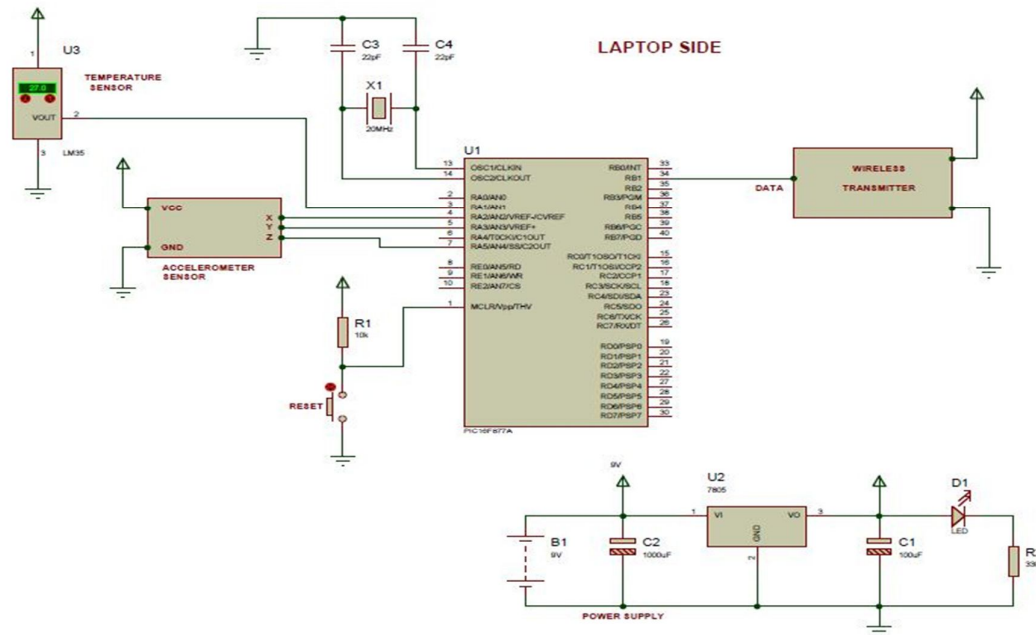 LAPTOP SIDE
U3
1
27.0
VOUT
2
3
LM35
TEMPERATURE
SENSOR
C3
22pF
C4
22pF
X1
20MHz
VCC
GND
X
Y
Z
ACCELEROMETER
SENSOR
R1
10k
RESET
U1
13 OSC1/CLKIN
14 OSC2/CLKOUT
2 RA0/AN0
3 RA1/AN1
4 RA2/AN2/VREF-/CVREF
5 RA3/AN3/VREF+
6 RA4/T0CKI/C1OUT
7 RA5/AN4/SS/C2OUT
8 RE0/AN5/RD
9 RE1/AN6/WR
10 RE2/AN7/CS
1 MCLR/Vpp/THV
RB0/INT 33
RB1 34
RB2 35
RB3/PGM 36
RB4 37
RB5 38
RB6/PGC 39
RB7/PGD 40
RC0/T1OSO/T1CKI 15
RC1/T1OSI/CCP2 16
RC2/CCP1 17
RC3/SCK/SCL 18
RC4/SDI/SDA 23
RC5/SDO 24
RC6/TX/CK 25
RC7/RX/DT 26
RD0/PSP0 19
RD1/PSP1 20
RD2/PSP2 21
RD3/PSP3 22
RD4/PSP4 27
RD5/PSP5 28
RD6/PSP6 29
RD7/PSP7 30
PIC16F877A
DATA
WIRELESS
TRANSMITTER
9V
B1
9V
C2
1000uF
U2
7805
1
VI
VO
3
GND
2
C1
100uF
D1
LED
POWER SUPPLY